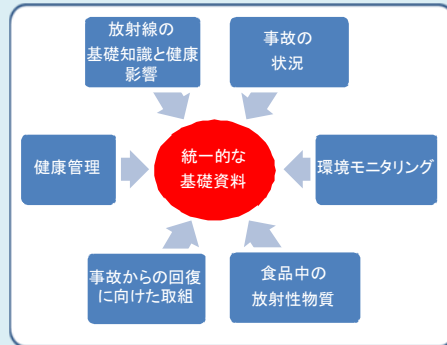 放射線の
基礎知識と健康
影響
事故の
状況
健康管理
統一的な
基礎資料
環境モニタリング
事故からの回復
に向けた取組
食品中の
放射性物質